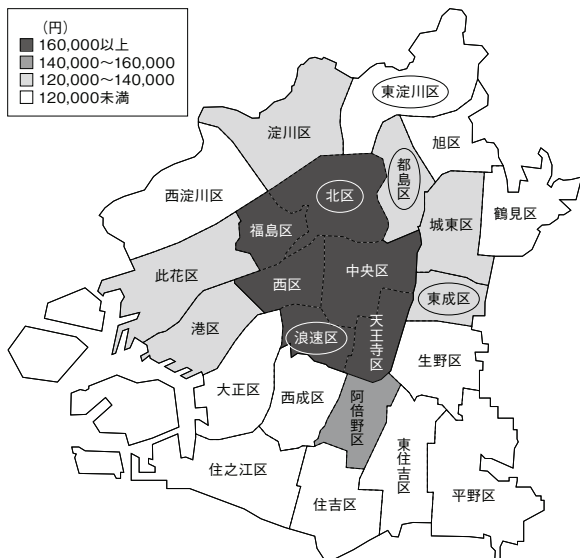 （円）
160,000以上
140,000〜160,000
120,000〜140,000
120,000未満
東淀川区
淀川区
旭区
都島区
西淀川区
北区
鶴見区
城東区
福島区
中央区
此花区
西区
東成区
港区
浪速区
天王寺区
生野区
大正区
西成区
阿倍野区
東住吉区
住之江区
平野区
住吉区